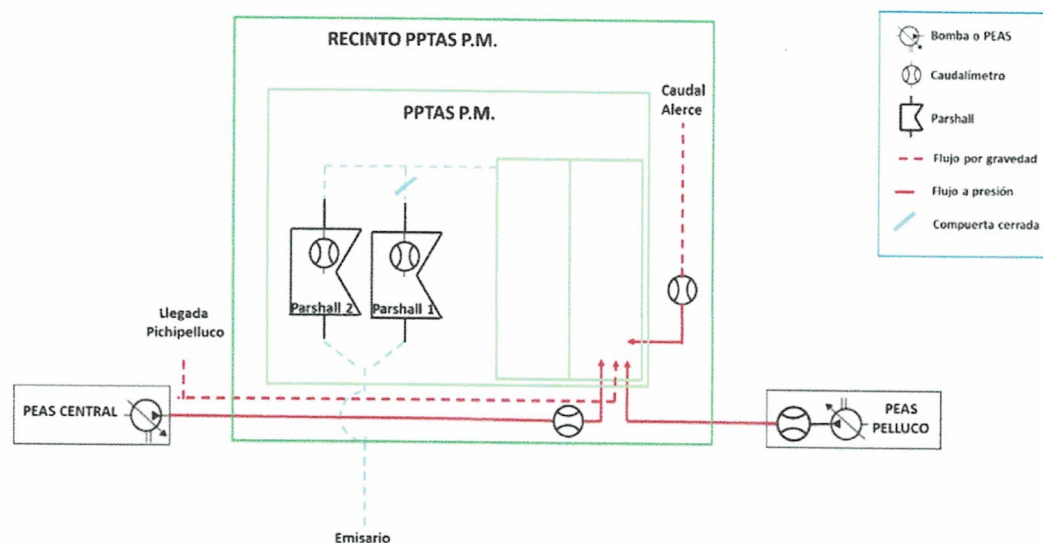 RECINTO PPTAS P.M.
PPTAS P.M.
Caudal
Alerce
Parshall 2
Parshall 1
Llegada
Pichipelluco
PEAS CENTRAL
PEAS
PELLUCO
Emisario
Bomba o PEAS
Caudalímetro
Parshall
Flujo por gravedad
Flujo a presión
Compuerta cerrada